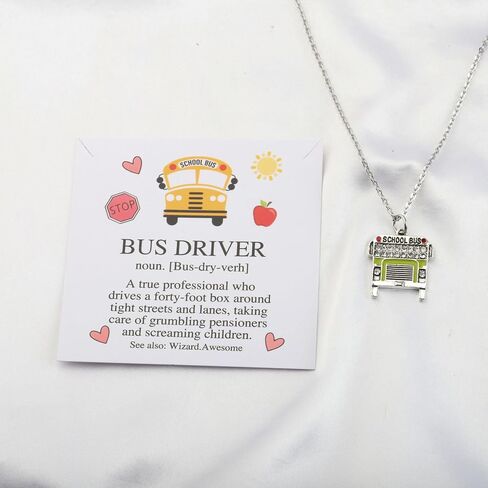 SCHOOL BUS
STOP
BUS DRIVER
noun. [Bus-dry-verh]
A true professional who
drives a forty-foot box around
tight streets and lanes, taking
care of grumbling pensioners
and screaming children.
See also: Wizard.Awesome
SCHOOL BUS